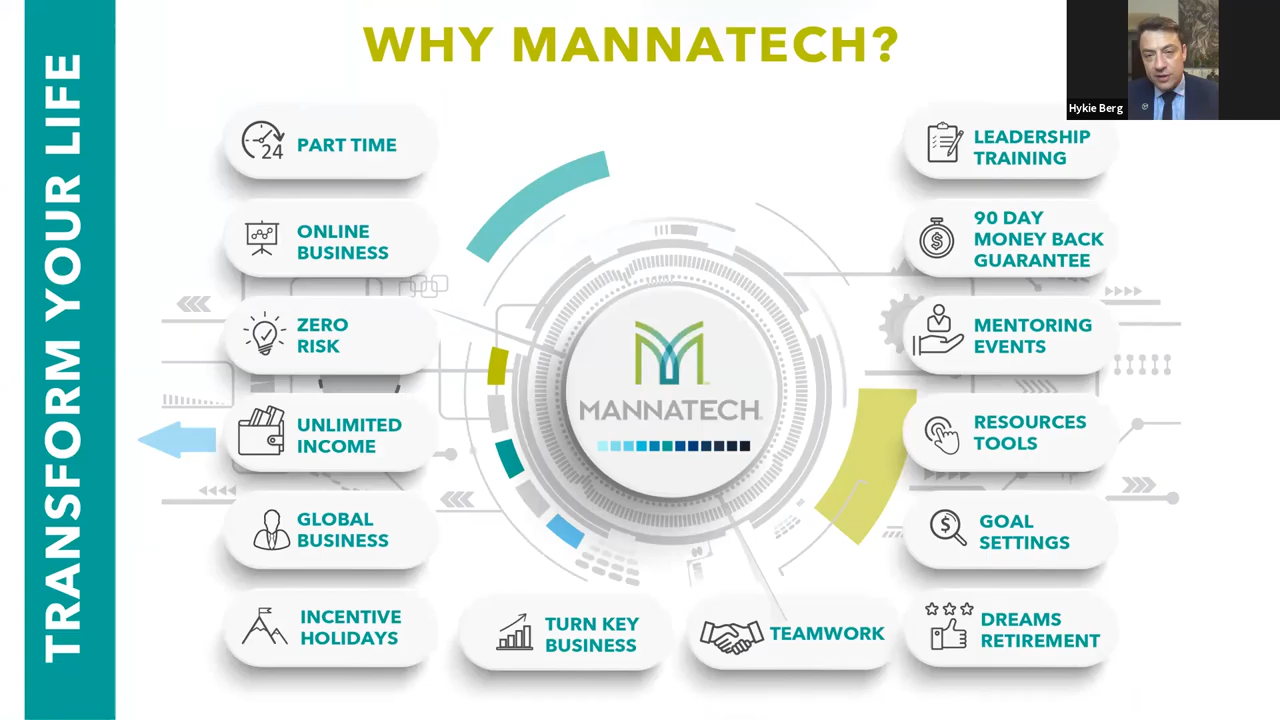 TRANSFORM YOUR LIFE
WHY MANNATECH?
Hykie Berg
24
PART TIME
ONLINE
BUSINESS
ZERO
RISK
UNLIMITED
INCOME
GLOBAL
BUSINESS
INCENTIVE
HOLIDAYS
MANNATECH
TURN KEY
BUSINESS
TEAMWORK
LEADERSHIP
TRAINING
90 DAY
MONEY BACK
GUARANTEE
MENTORING
EVENTS
RESOURCES
TOOLS
GOAL
SETTINGS
DREAMS
RETIREMENT